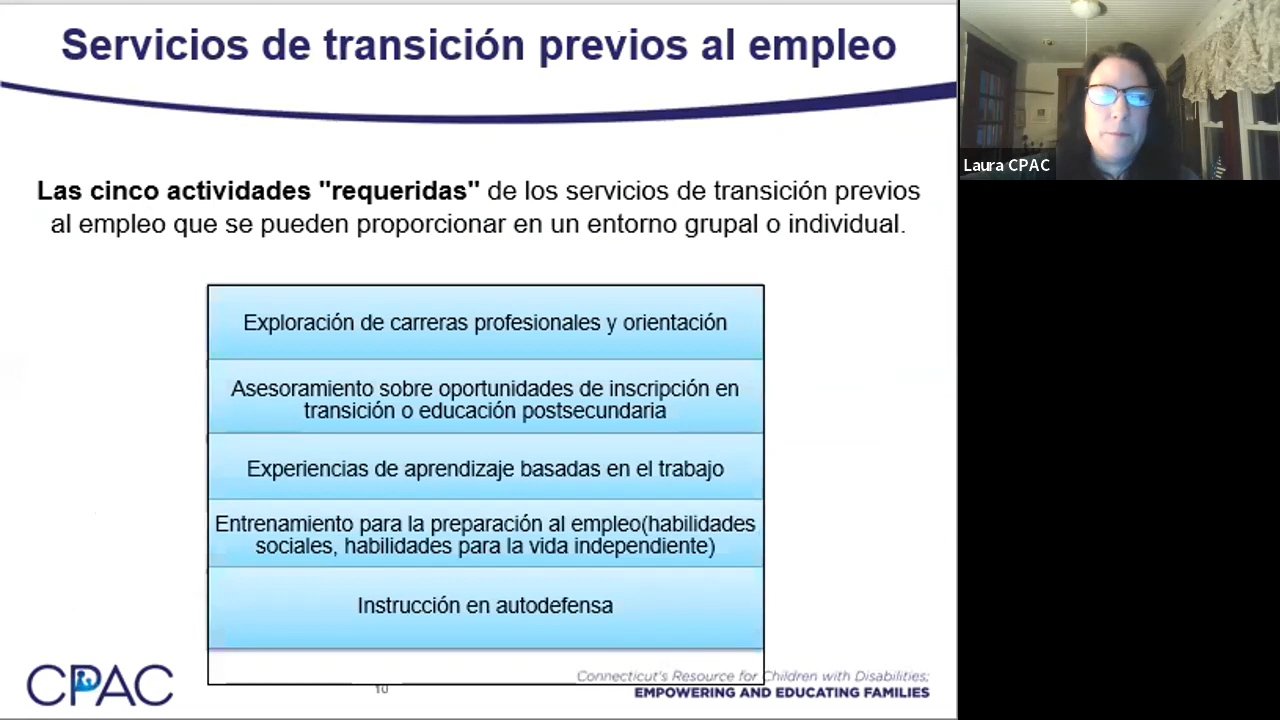 Servicios de transición previos al empleo
Laura CPAC
Las cinco actividades "requeridas" de los servicios de transición previos
al empleo que se pueden proporcionar en un entorno grupal o individual.
Exploración de carreras profesionales y orientación
Asesoramiento sobre oportunidades de inscripción en
transición o educación postsecundaria
Experiencias de aprendizaje basadas en el trabajo
Entrenamiento para la preparación al empleo(habilidades
sociales, habilidades para la vida independiente)
Instrucción en autodefensa
CPAC
10
Connecticut's Resource for Children with Disabilities;
EMPOWERING AND EDUCATING FAMILIES